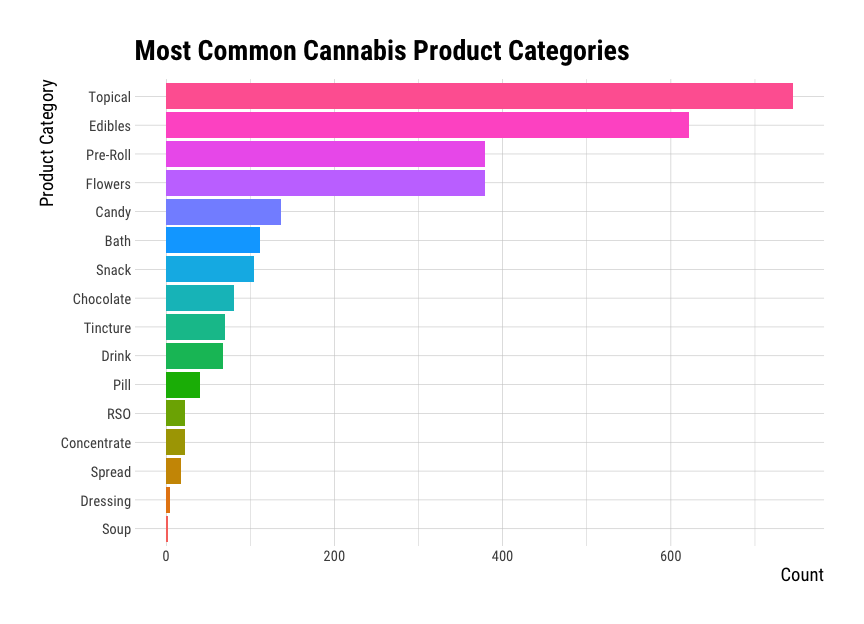 Most Common Cannabis Product Categories
Product Category
Topical
Edibles
Pre-Roll
Flowers
Candy
Bath
Snack
Chocolate
Tincture
Drink
Pill
RSO
Concentrate
Spread
Dressing
Soup
0 200 400 600
Count